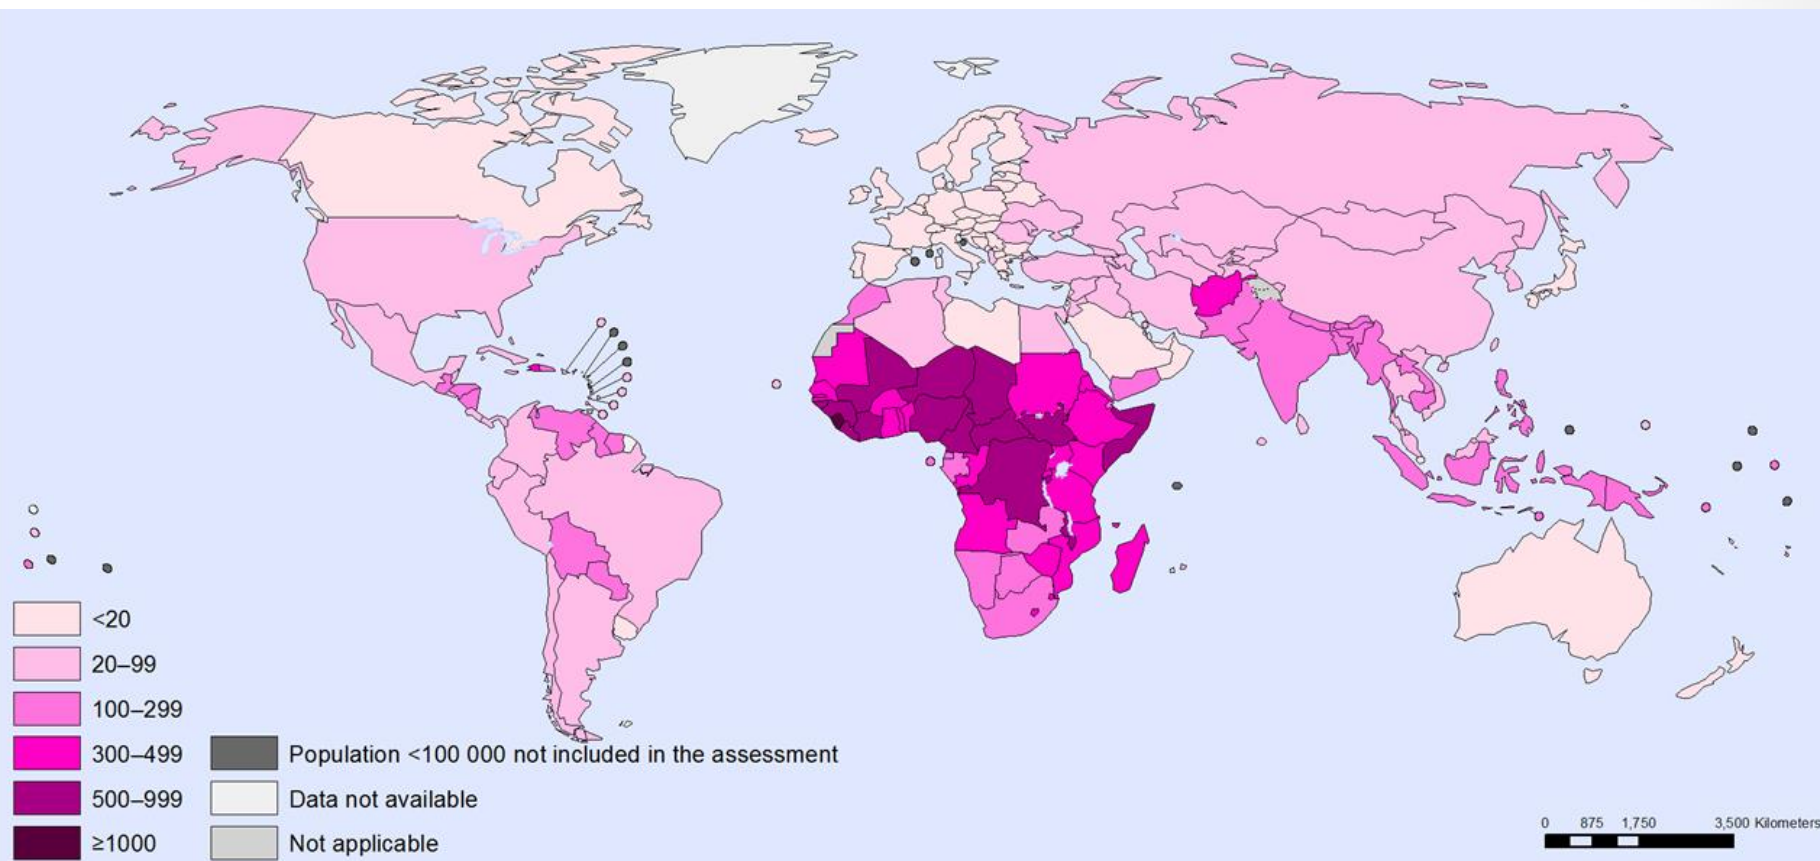 <20
20–99
100–299
300–499
500–999
≥1000
Population <100 000 not included in the assessment
Data not available
Not applicable
0 875 1,750 3,500 Kilometers